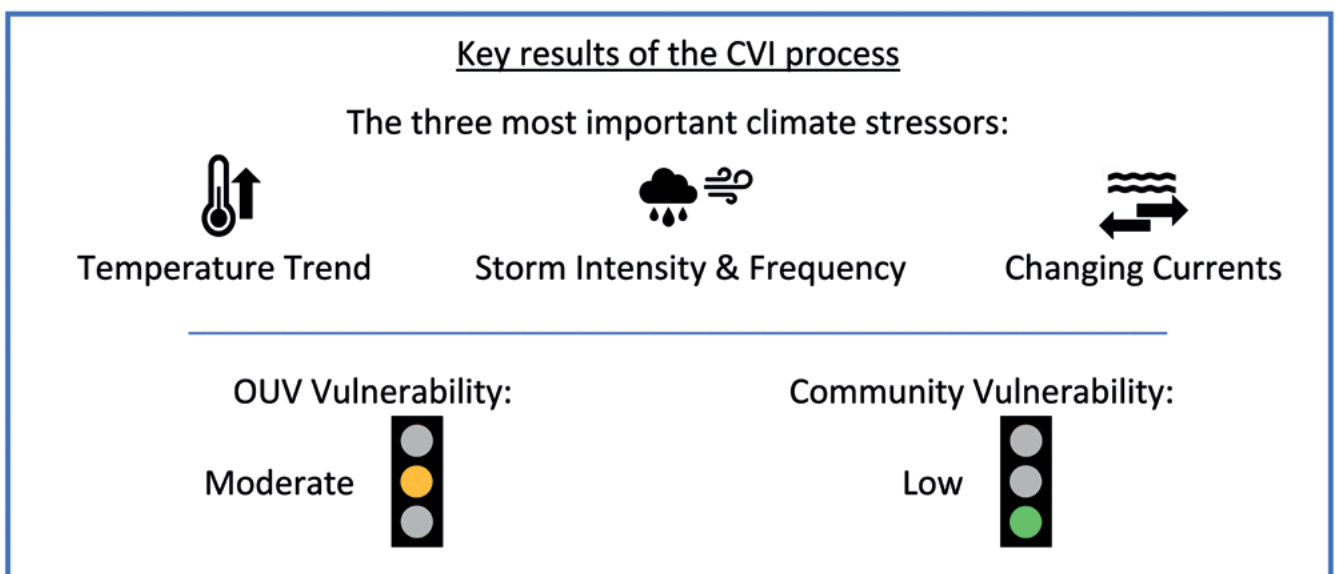 Key results of the CVI process
The three most important climate stressors:
Temperature Trend
Storm Intensity & Frequency
Changing Currents
OUV Vulnerability:
Community Vulnerability:
Moderate
Low